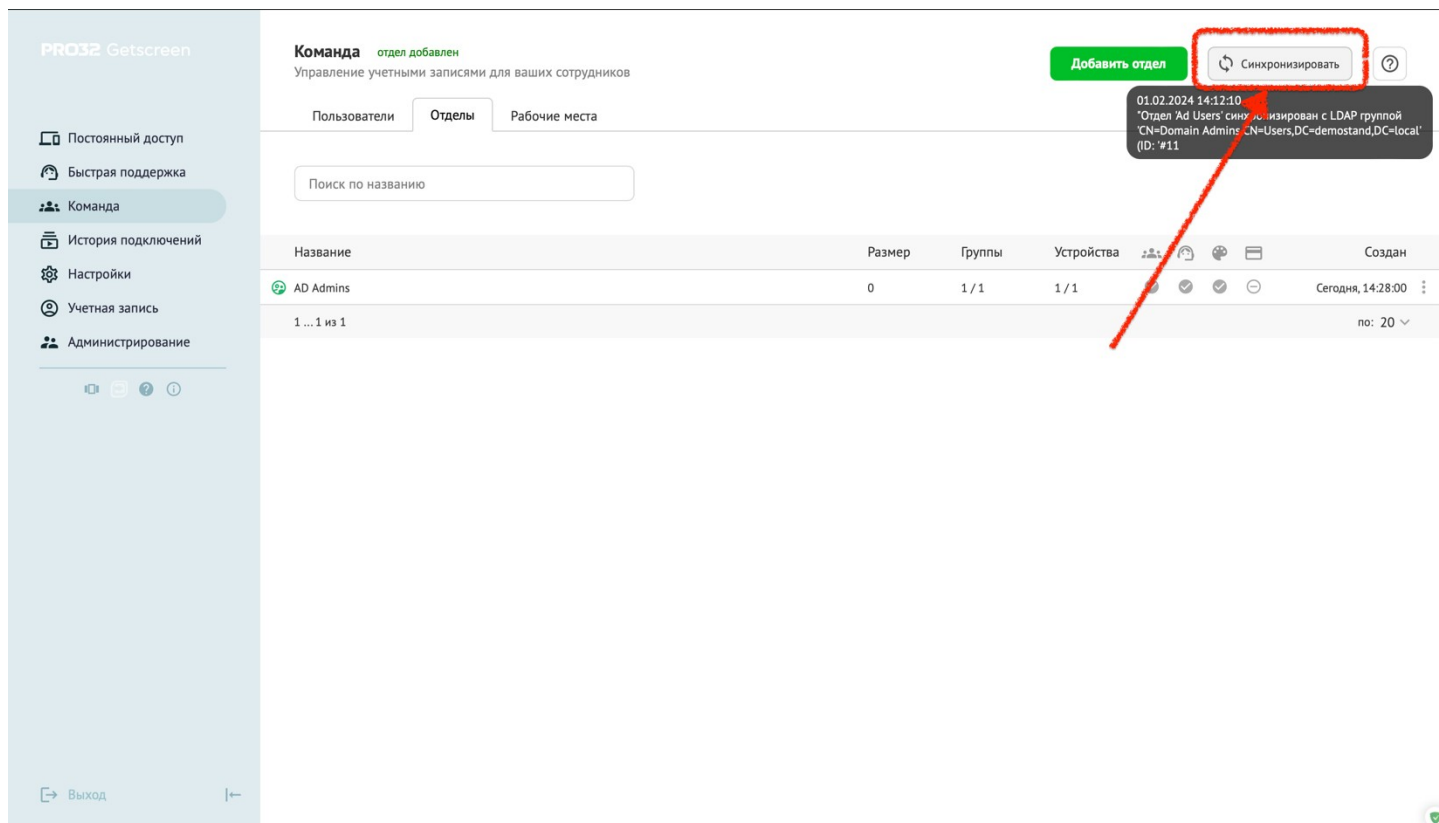 PRO32 Getscreen
Постоянный доступ
Быстрая поддержка
Команда
История подключений
Настройки
Учетная запись
Администрирование
Выход
Команда отдел добавлен
Управление учетными записями для ваших сотрудников
Добавить отдел
Синхронизировать
01.02.2024 14:12:10
"Отдел 'Ad Users' синхронизирован с LDAP группой
'CN=Domain Admins,CN=Users,DC=demostand,DC=local'
(ID: '#11
Пользователи Отделы Рабочие места
Поиск по названию
Название Размер Группы Устройства Создан
AD Admins 0 1 / 1 1 / 1 Сегодня, 14:28:00
1 ... 1 из 1 по: 20